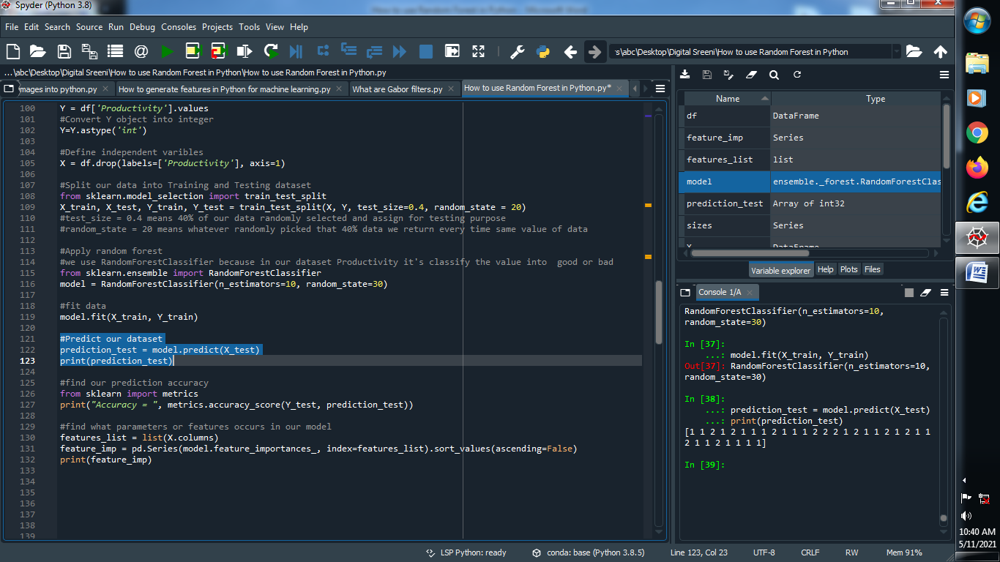 Spyder (Python 3.8)
File Edit Search Source Run Debug Consoles Projects Tools View Help
:s\abc\Desktop\Digital Sreeni\How to use Random Forest in Python
...\abc\Desktop\Digital Sreeni\How to use Random Forest in Python\How to use Random Forest in Python.py
mages into python.py
How to generate features in Python for machine learning.py
What are Gabor filters.py
How to use Random Forest in Python.py*
100 Y = df['Productivity'].values
101 #Convert Y object into integer
102 Y=Y.astype('int')
103
104 #Define independent varibles
105 X = df.drop(labels=['Productivity'], axis=1)
106
107 #Split our data into Training and Testing dataset
108 from sklearn.model_selection import train_test_split
109 X_train, X_test, Y_train, Y_test = train_test_split(X, Y, test_size=0.4, random_state = 20)
110 #test_size = 0.4 means 40% of our data randomly selected and assign for testing purpose
111 #random_state = 20 means whatever randomly picked that 40% data we return every time same value of data
112
113 #Apply random forest
114 #we use RandomForestClassifier because in our dataset Productivity it's classify the value into  good or bad
115 from sklearn.ensemble import RandomForestClassifier
116 model = RandomForestClassifier(n_estimators=10, random_state=30)
117
118 #fit data
119 model.fit(X_train, Y_train)
120
121 #Predict our dataset
122 prediction_test = model.predict(X_test)
123 print(prediction_test)
124
125 #find our prediction accuracy
126 from sklearn import metrics
127 print("Accuracy = ", metrics.accuracy_score(Y_test, prediction_test))
128
129 #find what parameters or features occurs in our model
130 features_list = list(X.columns)
131 feature_imp = pd.Series(model.feature_importances_, index=features_list).sort_values(ascending=False)
132 print(feature_imp)
133
134
135
136
137
138
139
Name Type
df DataFrame
feature_imp Series
features_list list
model ensemble._forest.RandomForestClas
prediction_test Array of int32
sizes Series
X DataFrame
Variable explorer Help Plots Files
Console 1/A
RandomForestClassifier(n_estimators=10,
random_state=30)
In [37]:
...: model.fit(X_train, Y_train)
Out[37]: RandomForestClassifier(n_estimators=10,
random_state=30)
In [38]:
...: prediction_test = model.predict(X_test)
...: print(prediction_test)
[1 1 2 1 2 1 1 1 2 1 1 1 2 2 2 1 2 1 1 2 1 2 1 1
2 1 1 2 1 1 1 1]
In [39]:
LSP Python: ready conda: base (Python 3.8.5) Line 123, Col 23 UTF-8 CRLF RW Mem 91%
10:40 AM
5/11/2021